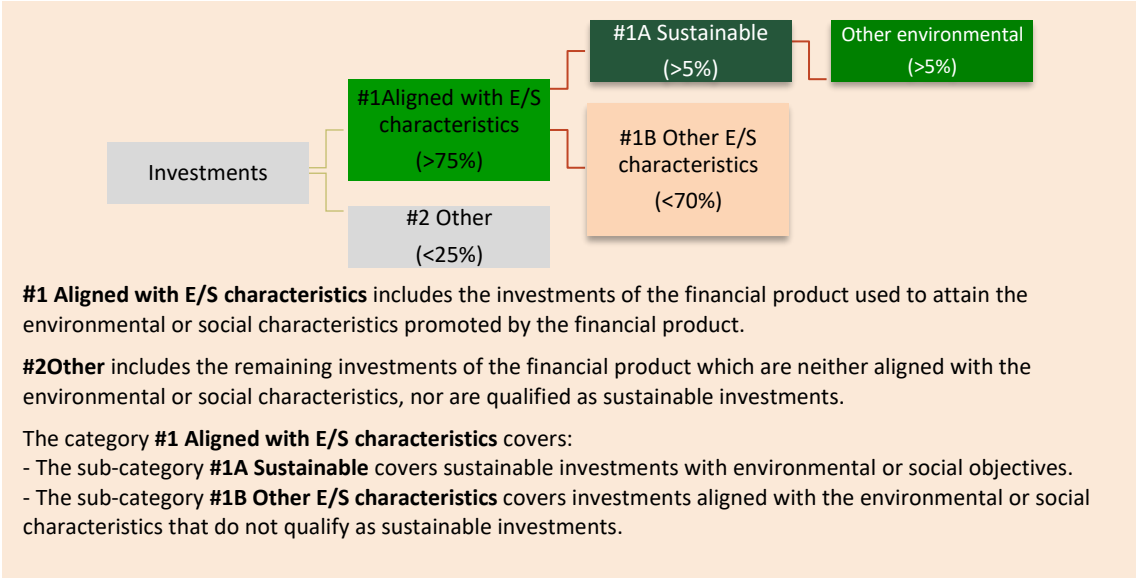 #1A Sustainable
(>5%)
Other environmental
(>5%)
#1Aligned with E/S
characteristics
(>75%)
#1B Other E/S
characteristics
(<70%)
Investments
#2 Other
(<25%)
#1 Aligned with E/S characteristics includes the investments of the financial product used to attain the
environmental or social characteristics promoted by the financial product.
#2Other includes the remaining investments of the financial product which are neither aligned with the
environmental or social characteristics, nor are qualified as sustainable investments.
The category #1 Aligned with E/S characteristics covers:
- The sub-category #1A Sustainable covers sustainable investments with environmental or social objectives.
- The sub-category #1B Other E/S characteristics covers investments aligned with the environmental or social
characteristics that do not qualify as sustainable investments.